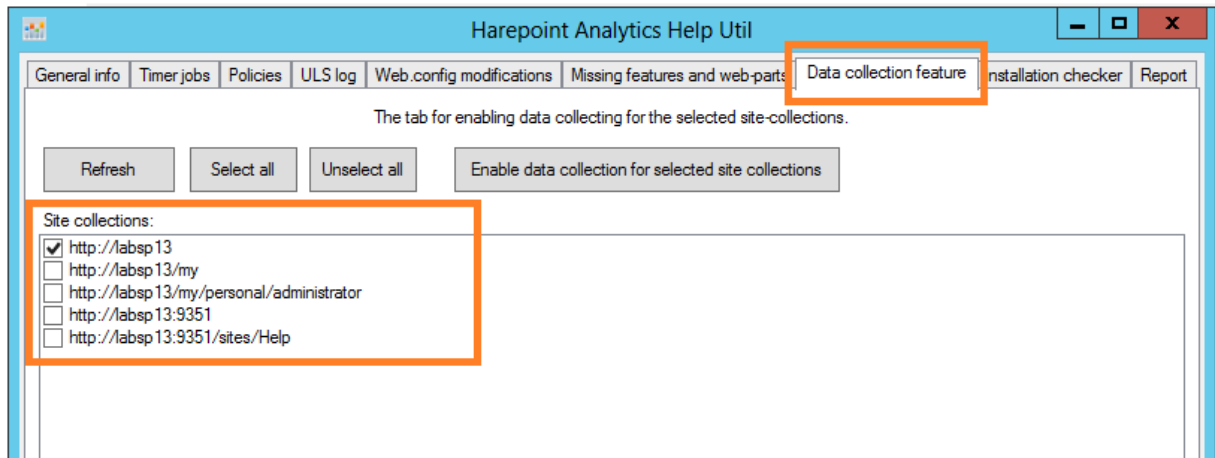 Harepoint Analytics Help Util
General info Timer jobs Policies ULS log Web.config modifications Missing features and web-parts Data collection feature Installation checker Report
The tab for enabling data collecting for the selected site-collections.
Refresh Select all Unselect all Enable data collection for selected site collections
Site collections:
http://labsp13
http://labsp13/my
http://labsp13/my/personal/administrator
http://labsp13:9351
http://labsp13:9351/sites/Help